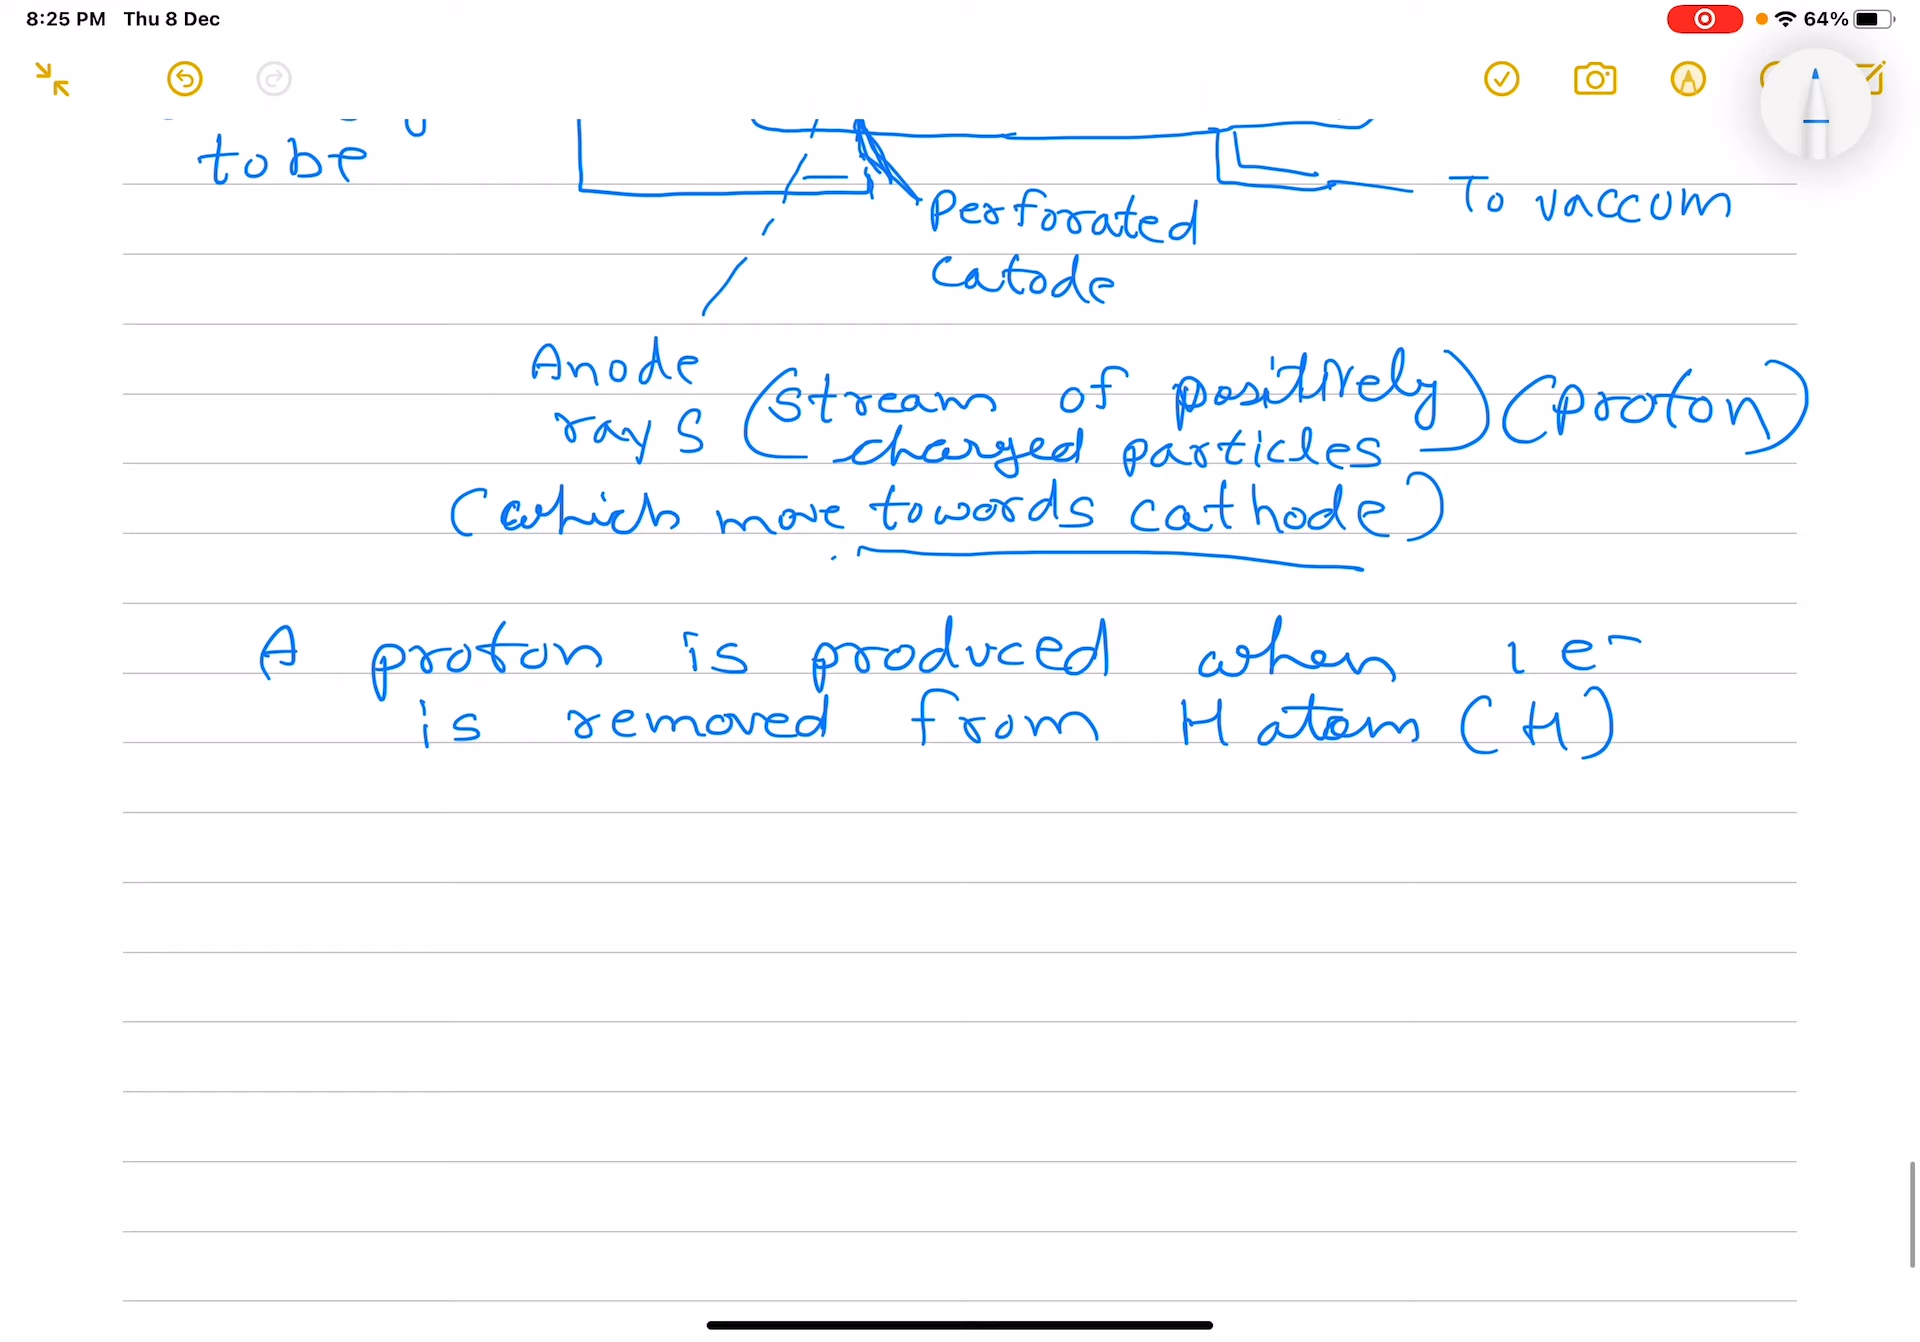 8:25 PM Thu 8 Dec
64%
tobe
To vaccum
Perforated
Catode
Anode
rays (stream of positively) (proton)
charged particles
(which move towords cathode)
A proton is produced when 1 e-
is removed from H atom (H)